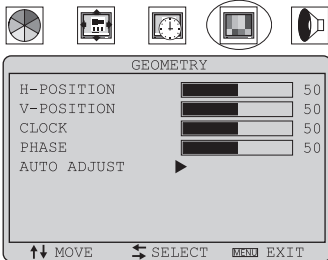 GEOMETRY
H-POSITION 50
V-POSITION 50
CLOCK 50
PHASE 50
AUTO ADJUST
MOVE SELECT MENU EXIT